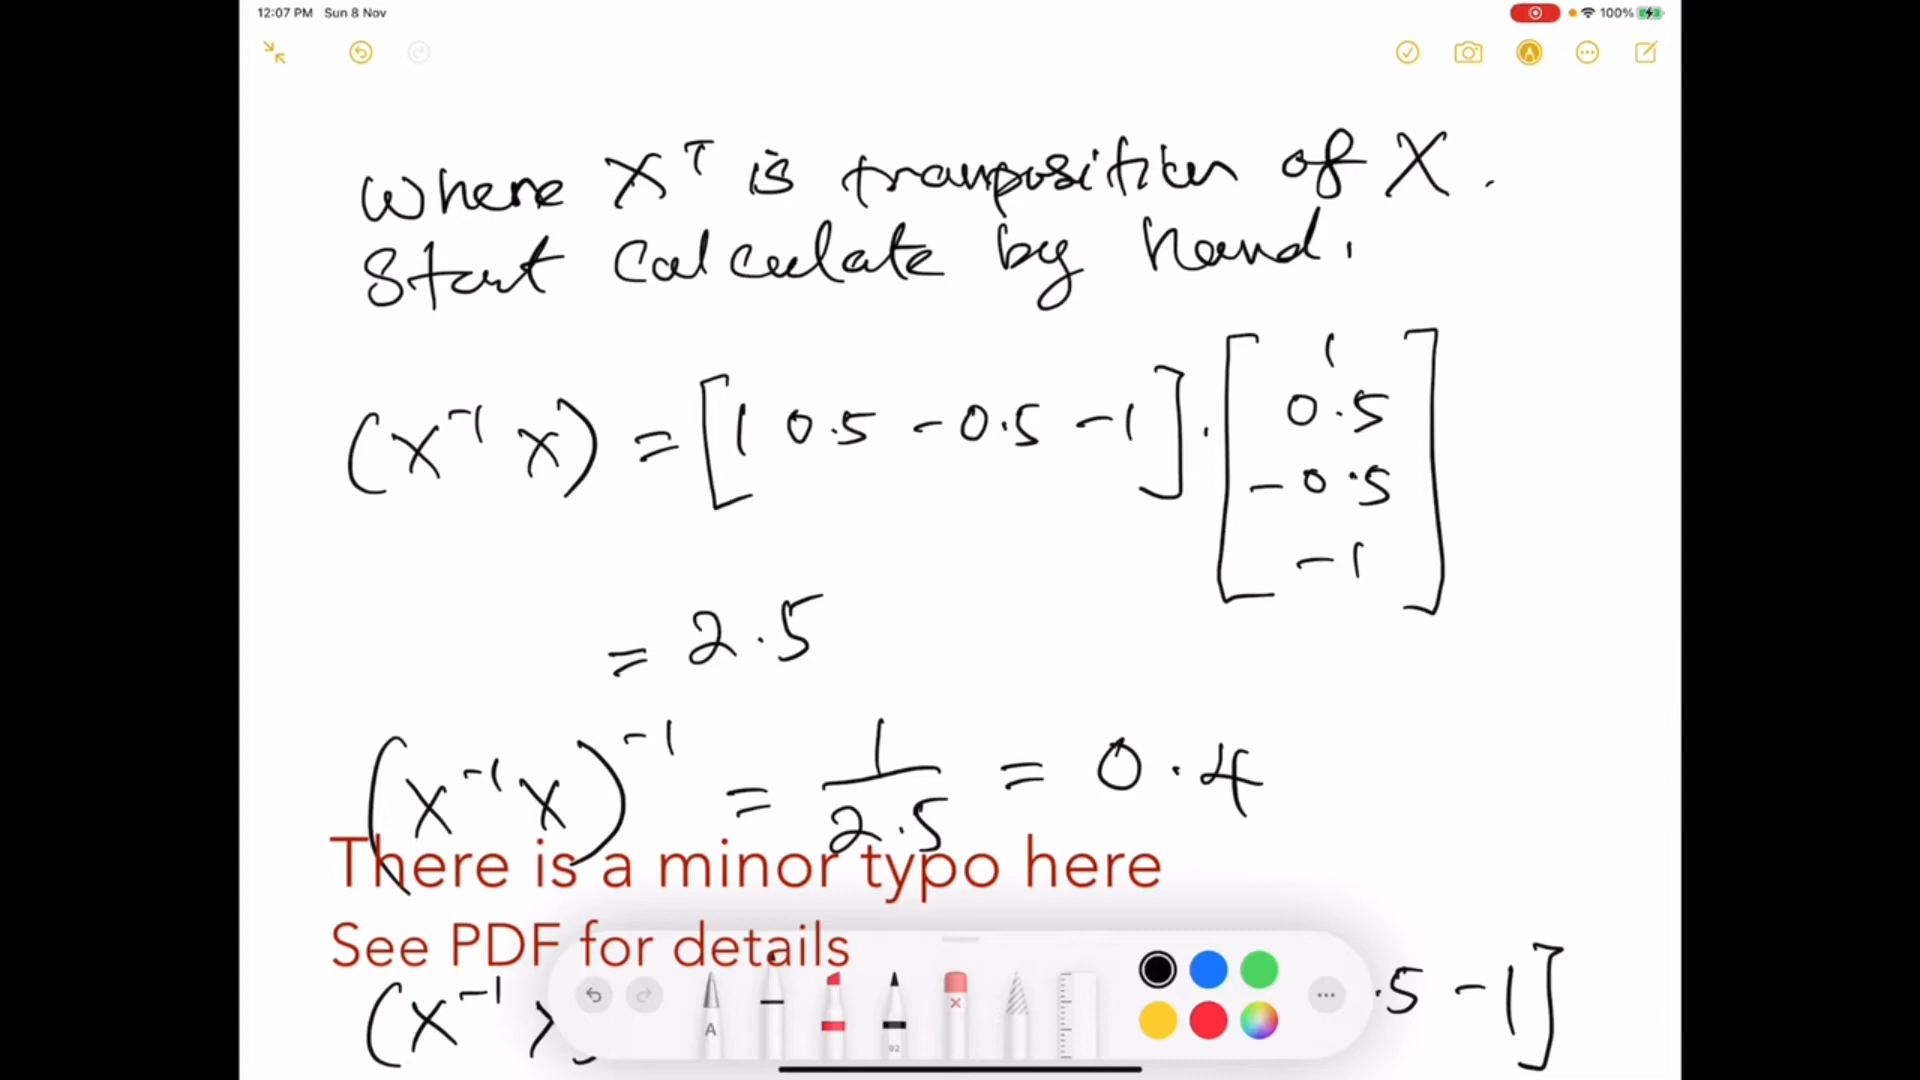 12:07 PM Sun 8 Nov 100%
Where X^T is transposition of X.
Start calculate by hand.
(X^-1 X) = [1 0.5 -0.5 -1] . [1
0.5
-0.5
-1]
= 2.5
(X^-1 X)^-1 = 1/2.5 = 0.4
There is a minor typo here
See PDF for details
(X^-1 X) .5 -1]
A 92